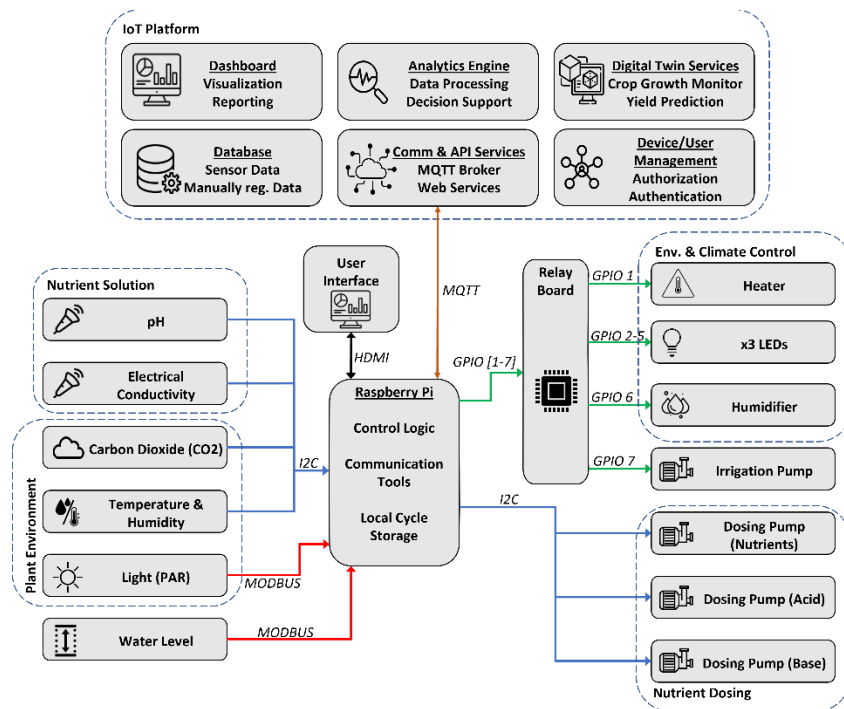 IoT Platform
Dashboard
Visualization
Reporting
Analytics Engine
Data Processing
Decision Support
Digital Twin Services
Crop Growth Monitor
Yield Prediction
Database
Sensor Data
Manually reg. Data
Comm & API Services
MQTT Broker
Web Services
Device/User
Management
Authorization
Authentication
MQTT
User
Interface
HDMI
Nutrient Solution
pH
Electrical
Conductivity
Plant Environment
Carbon Dioxide (CO2)
Temperature &
Humidity
Light (PAR)
Water Level
I2C
MODBUS
MODBUS
Raspberry Pi
Control Logic
Communication
Tools
Local Cycle
Storage
GPIO [1-7]
I2C
Relay
Board
GPIO 1
GPIO 2-5
GPIO 6
GPIO 7
Env. & Climate Control
Heater
x3 LEDs
Humidifier
Irrigation Pump
Dosing Pump
(Nutrients)
Dosing Pump (Acid)
Dosing Pump (Base)
Nutrient Dosing